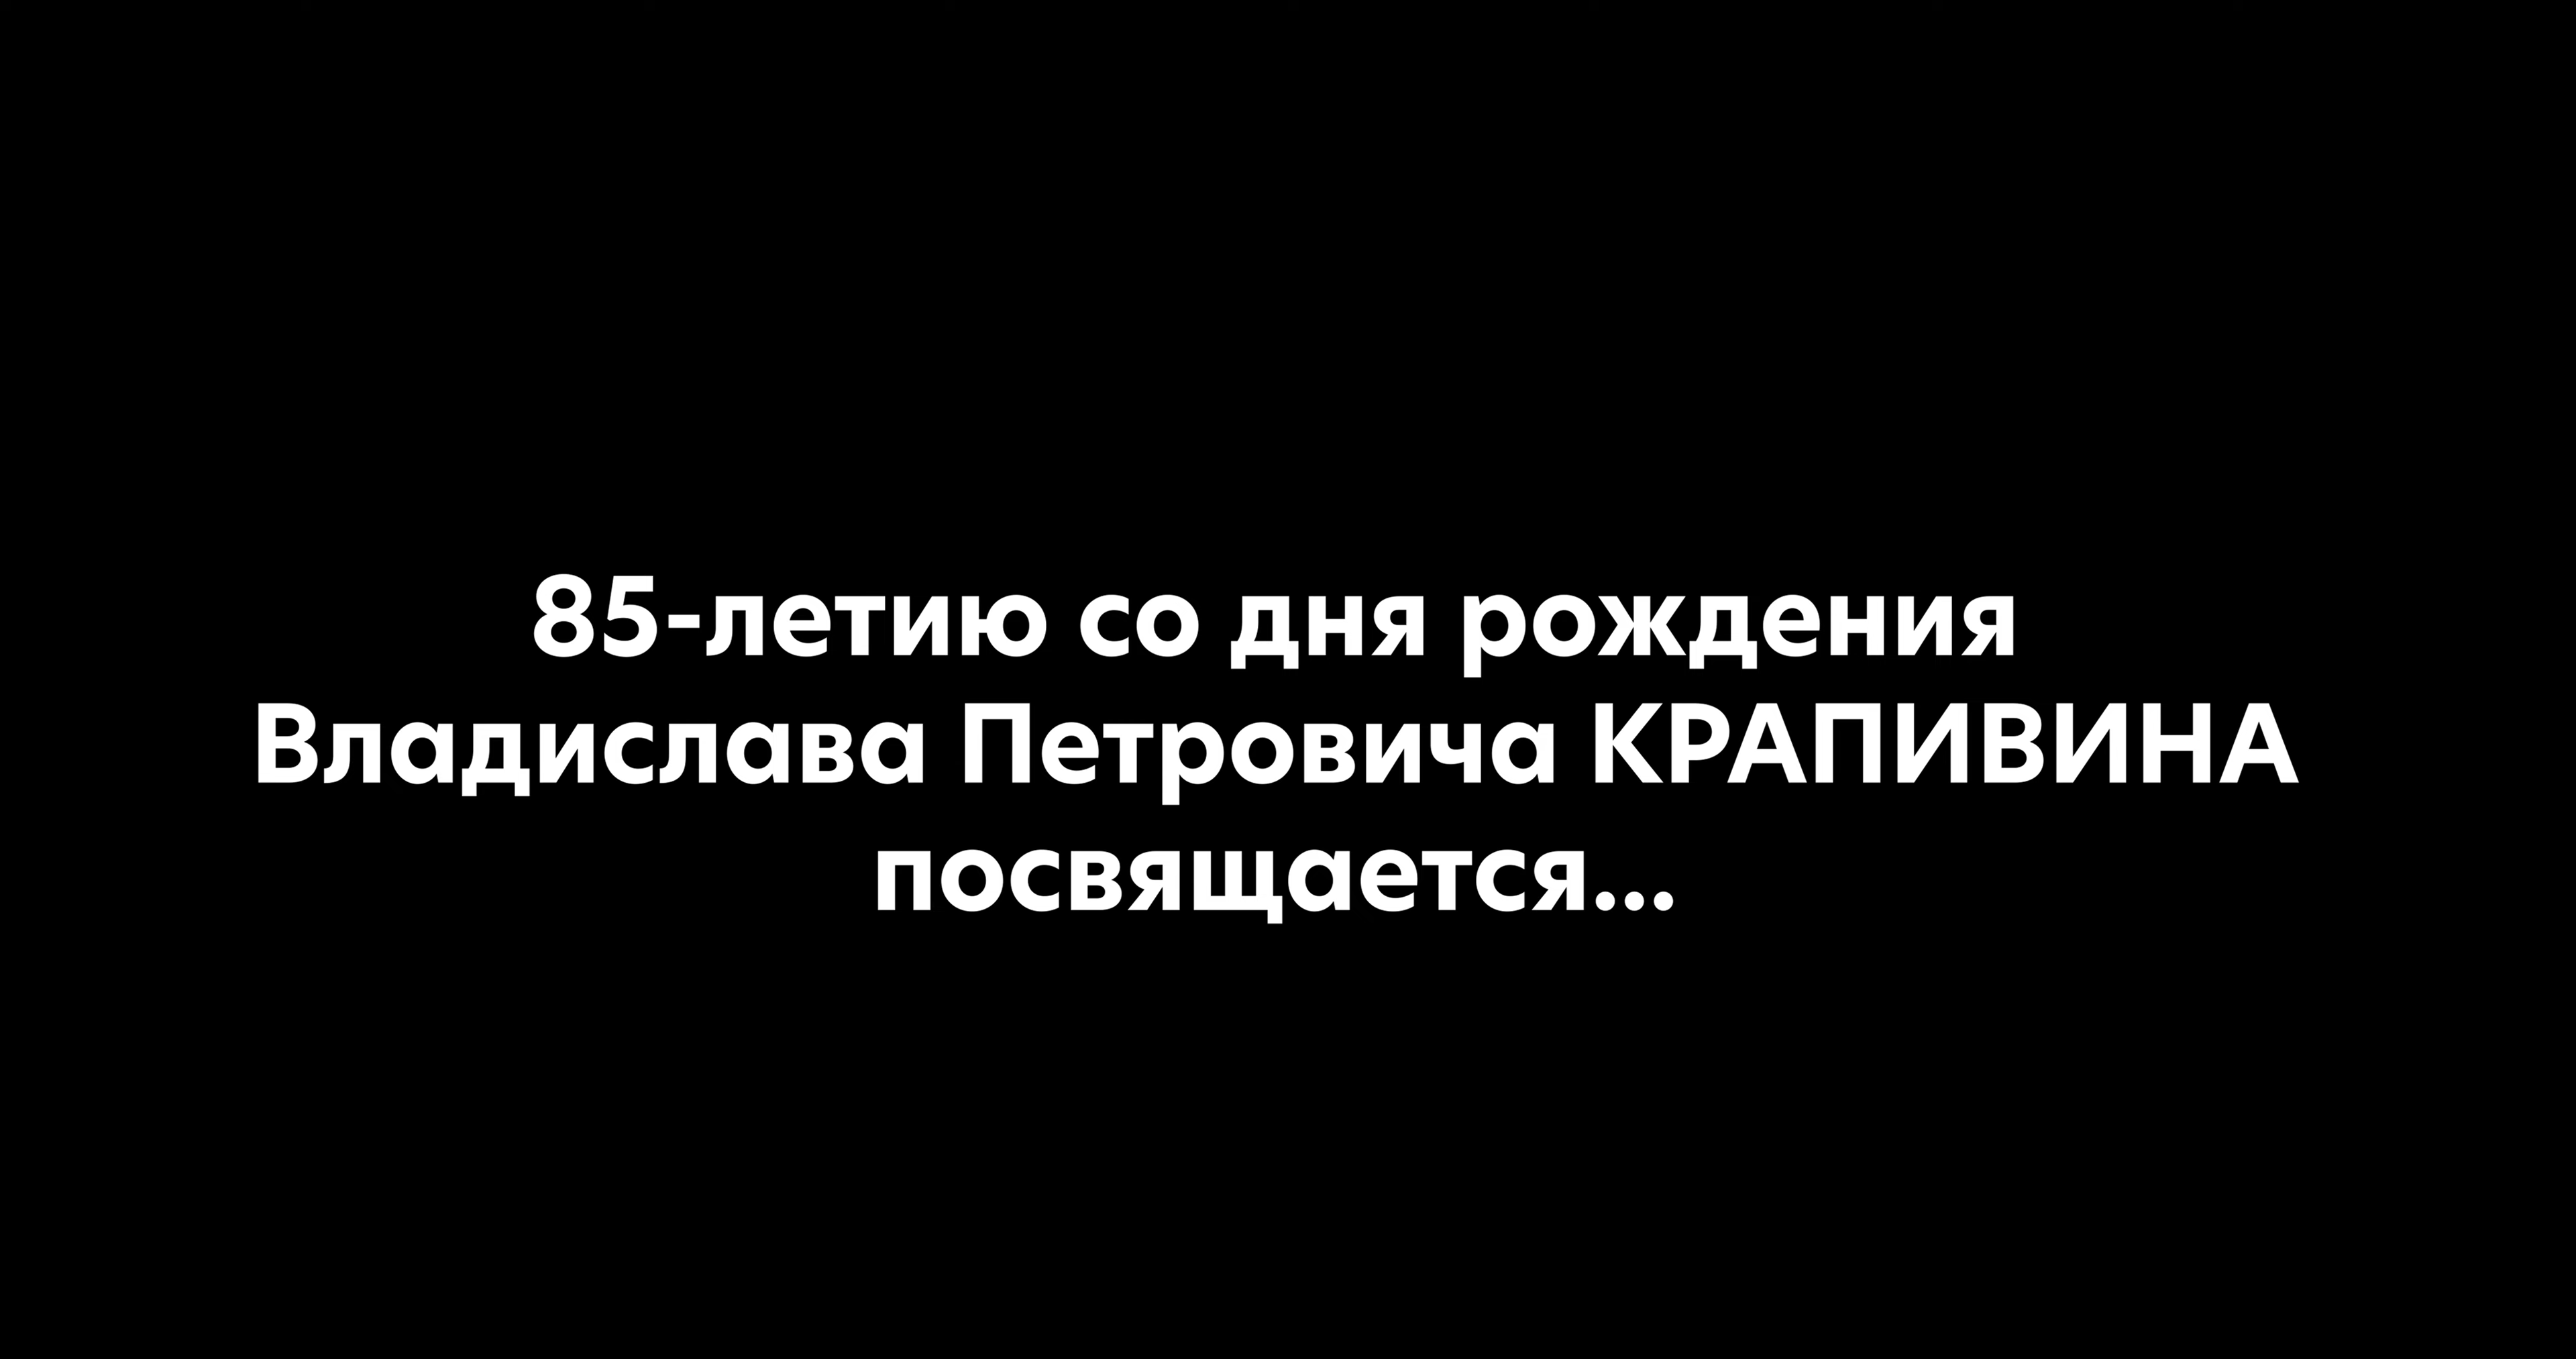 85-летию со дня рождения
Владислава Петровича КРАПИВИНА
посвящается...